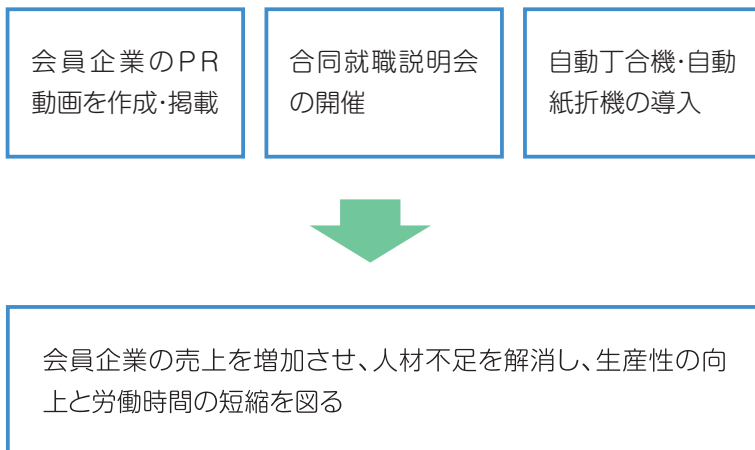 会員企業のPR
動画を作成・掲載
合同就職説明会
の開催
自動丁合機・自動
紙折機の導入
会員企業の売上を増加させ、人材不足を解消し、生産性の向
上と労働時間の短縮を図る